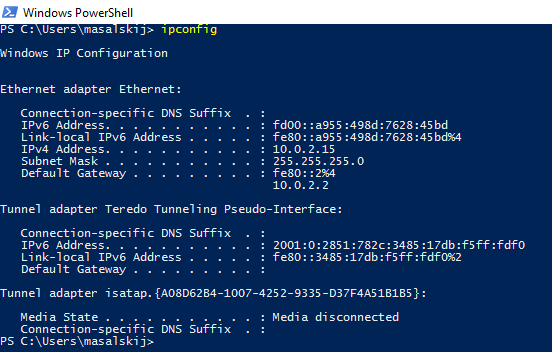 Windows PowerShell
PS C:\Users\masalskij> ipconfig
Windows IP Configuration
Ethernet adapter Ethernet:
Connection-specific DNS Suffix . :
IPv6 Address. . . . . . . . . . . : fd00::a955:498d:7628:45bd
Link-local IPv6 Address . . . . . : fe80::a955:498d:7628:45bd%4
IPv4 Address. . . . . . . . . . . : 10.0.2.15
Subnet Mask . . . . . . . . . . . : 255.255.255.0
Default Gateway . . . . . . . . . : fe80::2%4
10.0.2.2
Tunnel adapter Teredo Tunneling Pseudo-Interface:
Connection-specific DNS Suffix . :
IPv6 Address. . . . . . . . . . . : 2001:0:2851:782c:3485:17db:f5ff:fdf0
Link-local IPv6 Address . . . . . : fe80::3485:17db:f5ff:fdf0%2
Default Gateway . . . . . . . . . :
Tunnel adapter isatap.{A08D62B4-1007-4252-9335-D37F4A51B1B5}:
Media State . . . . . . . . . . . : Media disconnected
Connection-specific DNS Suffix . :
PS C:\Users\masalskij>